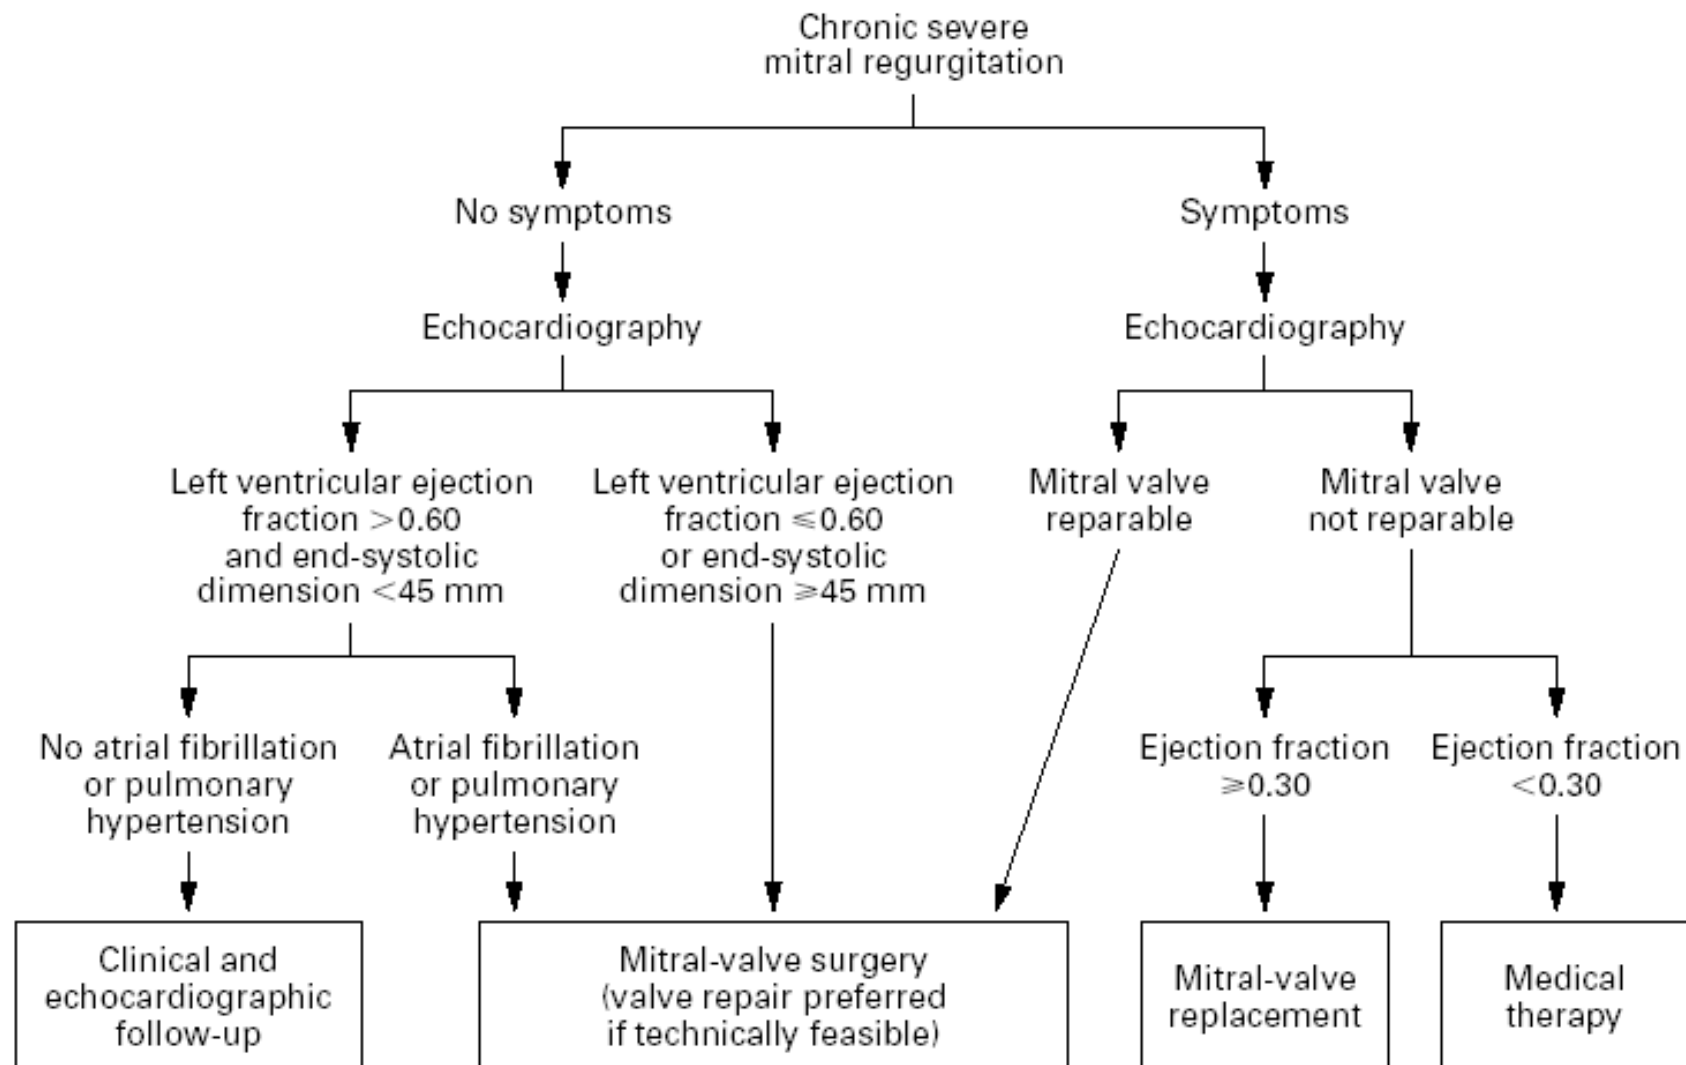 Chronic severe
mitral regurgitation
No symptoms
Symptoms
Echocardiography
Echocardiography
Left ventricular ejection
fraction >0.60
and end-systolic
dimension <45 mm
Left ventricular ejection
fraction ⩽0.60
or end-systolic
dimension ⩾45 mm
Mitral valve
reparable
Mitral valve
not reparable
No atrial fibrillation
or pulmonary
hypertension
Atrial fibrillation
or pulmonary
hypertension
Ejection fraction
⩾0.30
Ejection fraction
<0.30
Clinical and
echocardiographic
follow-up
Mitral-valve surgery
(valve repair preferred
if technically feasible)
Mitral-valve
replacement
Medical
therapy